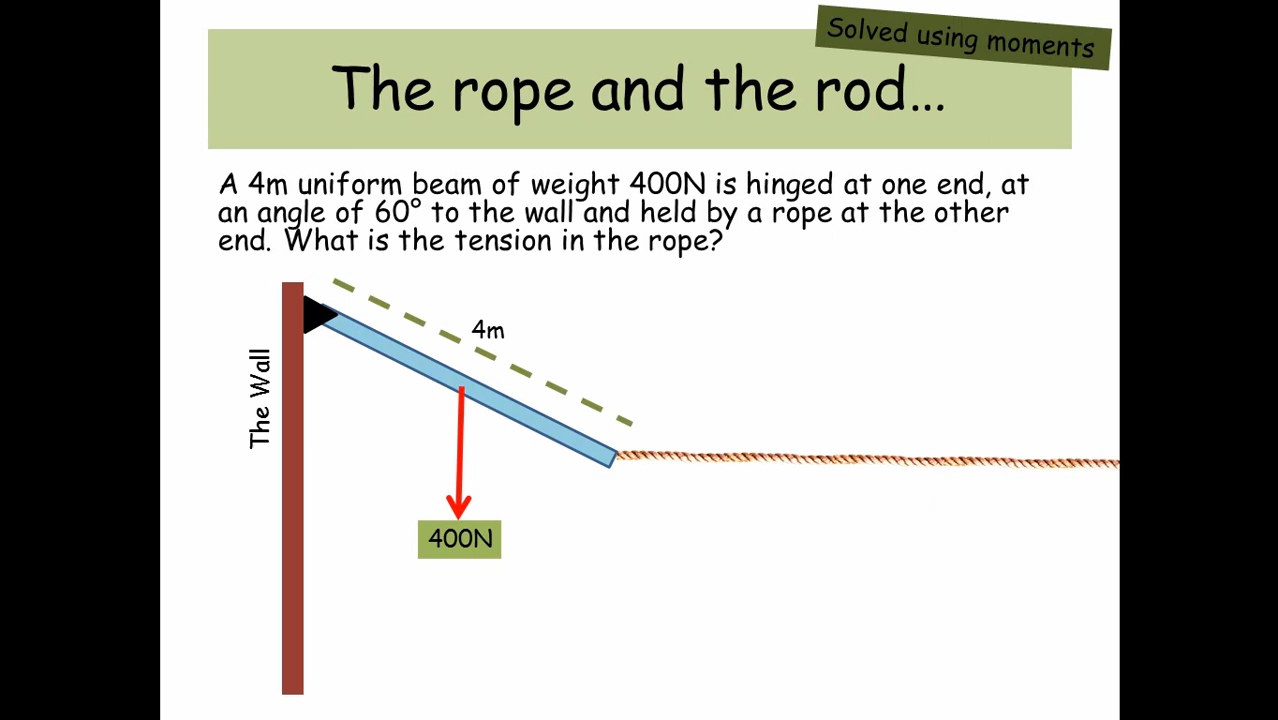 Solved using moments
The rope and the rod...
A 4m uniform beam of weight 400N is hinged at one end, at
an angle of 60° to the wall and held by a rope at the other
end. What is the tension in the rope?
4m
The Wall
400N